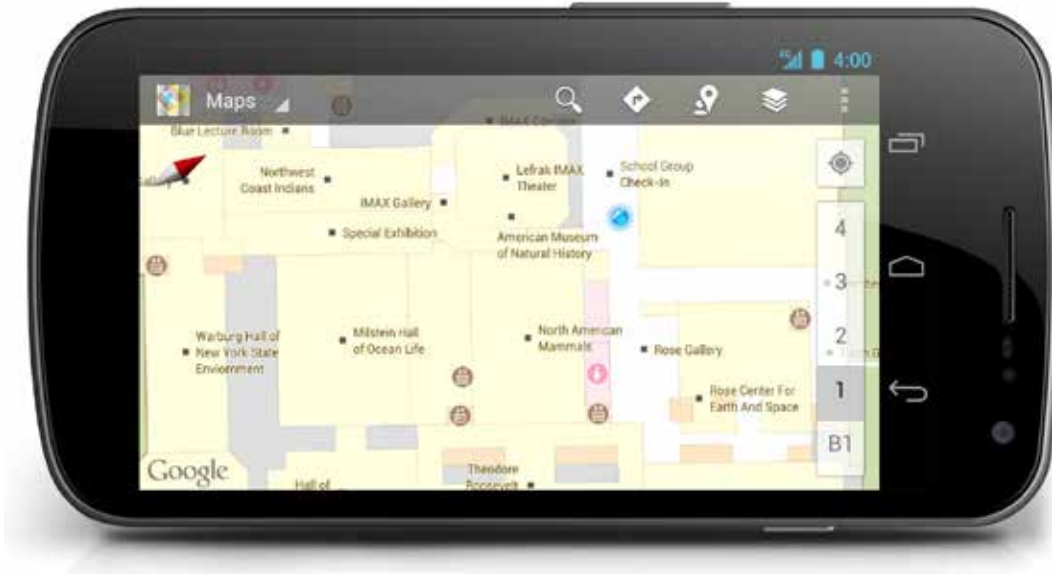 4G 4:00
Maps
IMAX Corridor
Blue Lecture Room
Gallery
Northwest
Coast Indians
Lefrak IMAX
Theater
School Group
Check-In
IMAX Gallery
Special Exhibition
American Museum
of Natural History
4
3
2
1
B1
Warburg Hall of
New York State
Enviornment
Milstein Hall
of Ocean Life
North American
Mammals
Rose Gallery
Rose Center For
Earth And Space
Google
Hall of
Theodore
Roosevelt